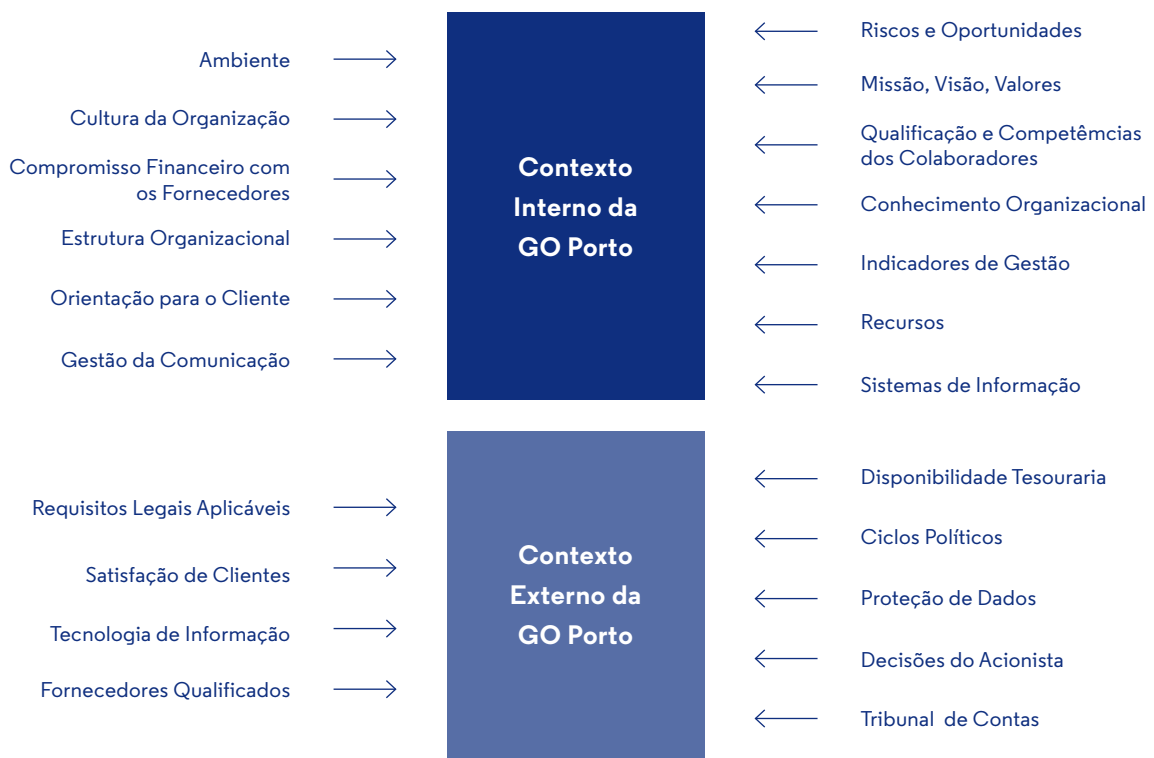 Ambiente
Cultura da Organização
Compromisso Financeiro com
os Fornecedores
Estrutura Organizacional
Orientação para o Cliente
Gestão da Comunicação
Contexto
Interno da
GO Porto
Riscos e Oportunidades
Missão, Visão, Valores
Qualificação e Competêmcias
dos Colaboradores
Conhecimento Organizacional
Indicadores de Gestão
Recursos
Sistemas de Informação
Requisitos Legais Aplicáveis
Satisfação de Clientes
Tecnologia de Informação
Fornecedores Qualificados
Contexto
Externo da
GO Porto
Disponibilidade Tesouraria
Ciclos Políticos
Proteção de Dados
Decisões do Acionista
Tribunal de Contas